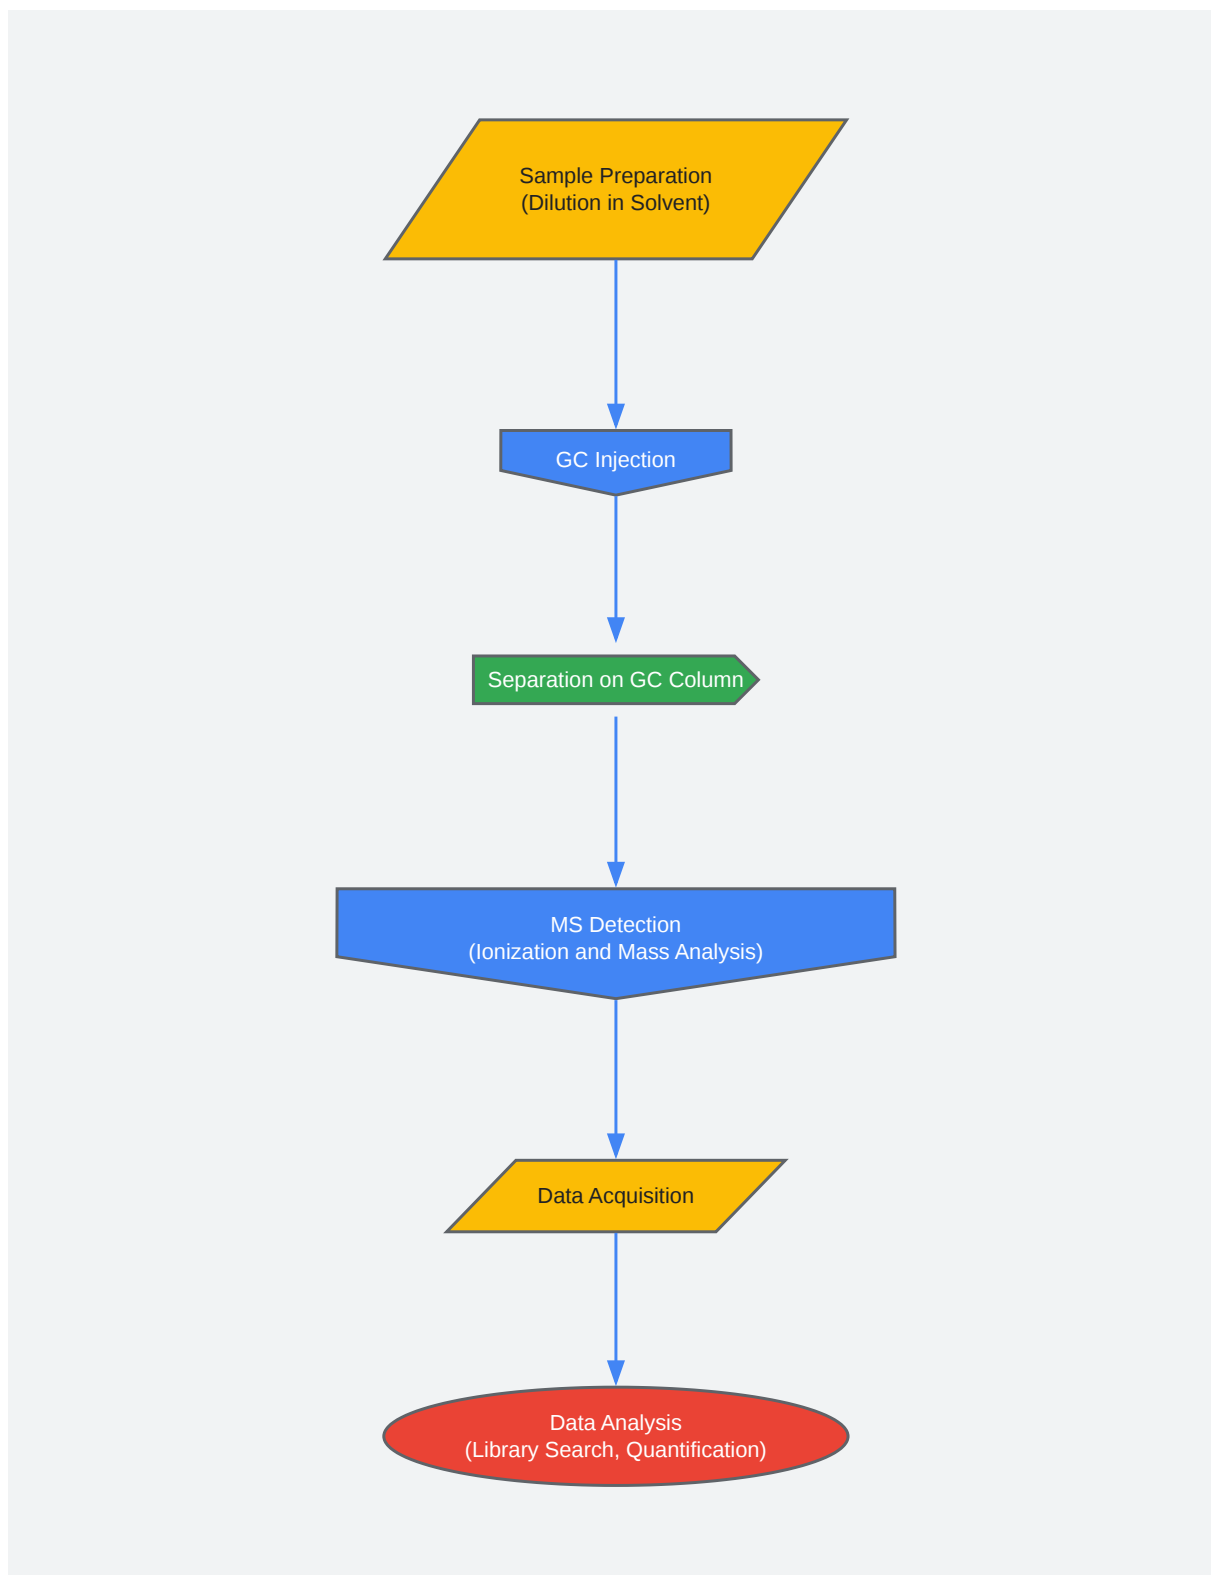 Sample Preparation
(Dilution in Solvent)
GC Injection
Separation on GC Column
MS Detection
(Ionization and Mass Analysis)
Data Acquisition
Data Analysis
(Library Search, Quantification)